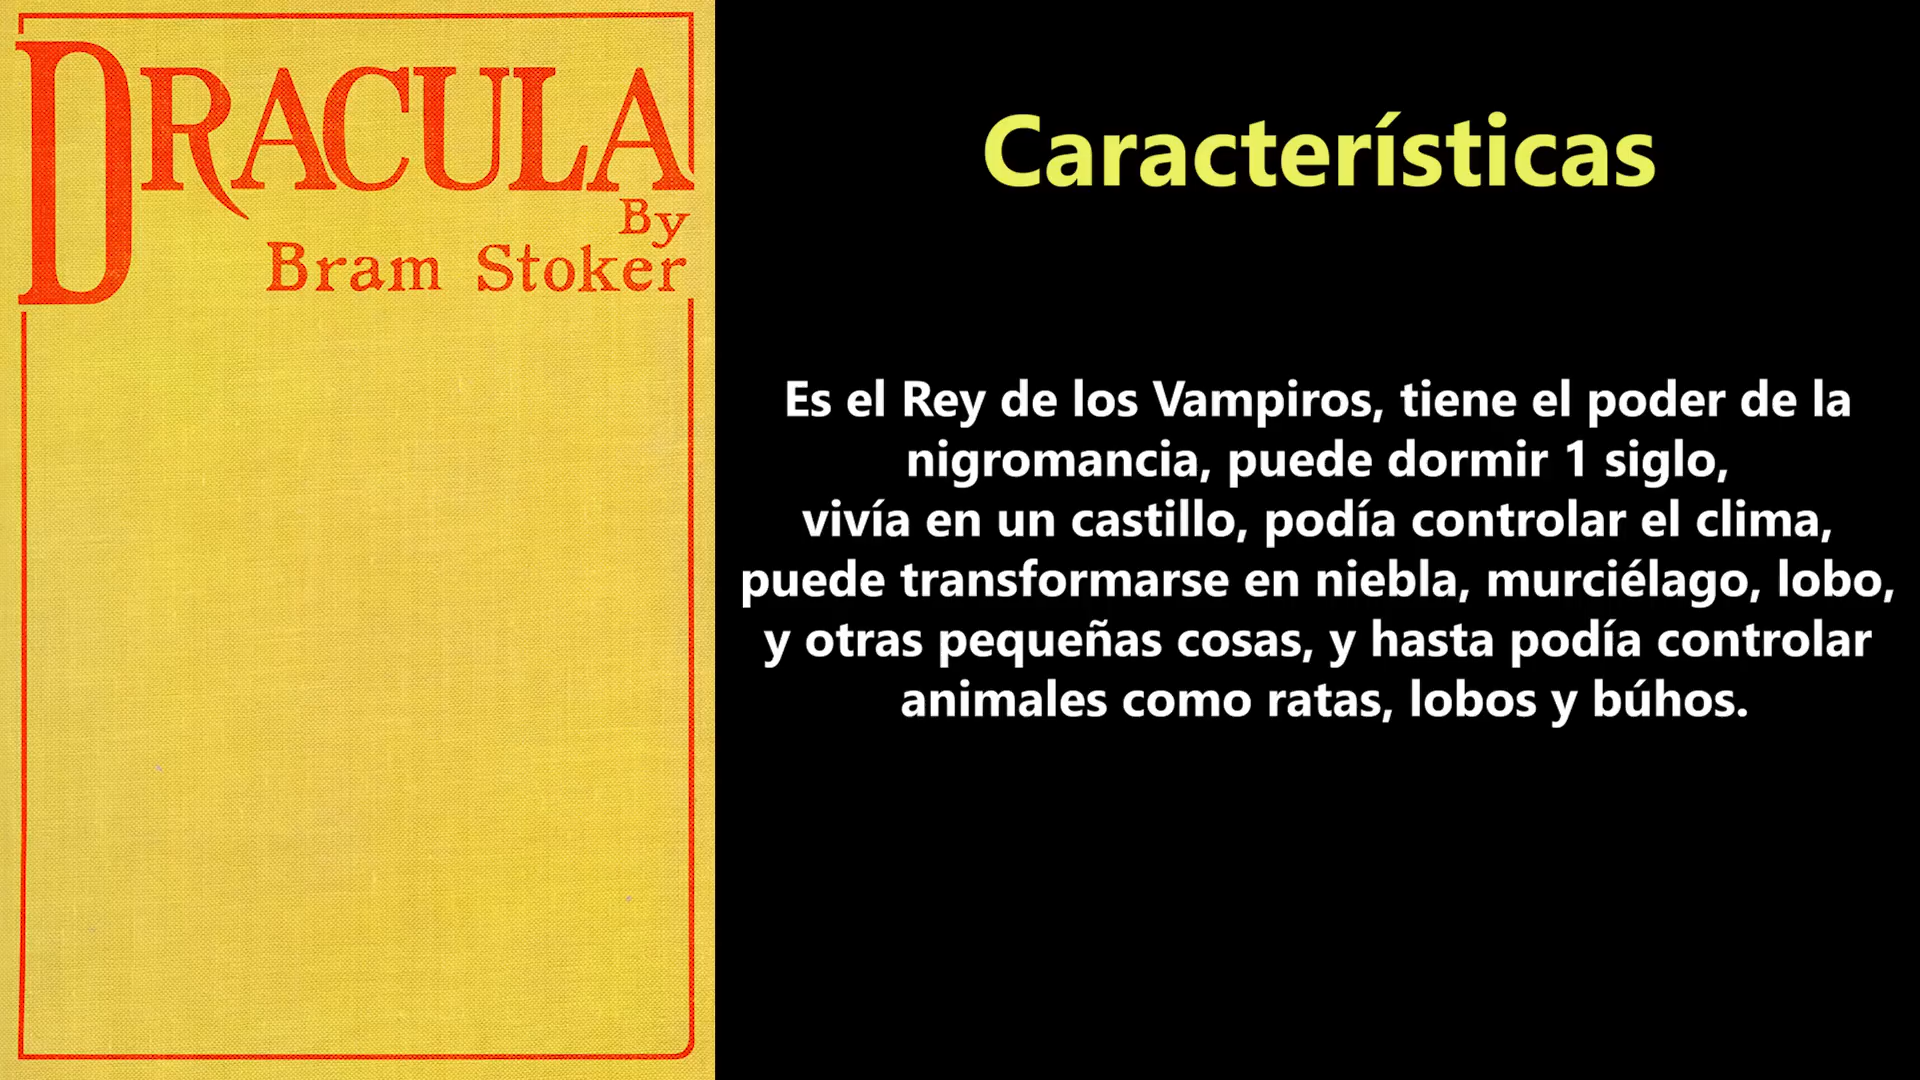 DRACULA
By
Bram Stoker
Características
Es el Rey de los Vampiros, tiene el poder de la
nigromancia, puede dormir 1 siglo,
vivía en un castillo, podía controlar el clima,
puede transformarse en niebla, murciélago, lobo,
y otras pequeñas cosas, y hasta podía controlar
animales como ratas, lobos y búhos.